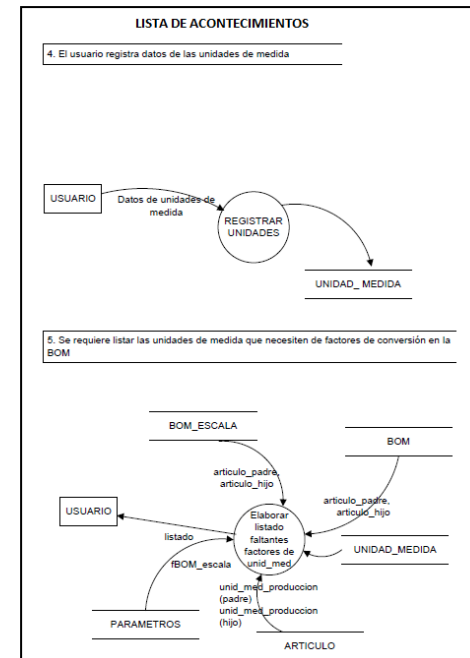 LISTA DE ACONTECIMIENTOS
4. El usuario registra datos de las unidades de medida
USUARIO
Datos de unidades de
medida
REGISTRAR
UNIDADES
UNIDAD_ MEDIDA
5. Se requiere listar las unidades de medida que necesiten de factores de conversión en la
BOM
BOM_ESCALA
BOM
articulo_padre,
articulo_hijo
articulo_padre,
articulo_hijo
USUARIO
Elaborar
listado
faltantes
factores de
unid_med
listado
UNIDAD_MEDIDA
fBOM_escala
unid_med_produccion
(padre)
unid_med_produccion
(hijo)
PARAMETROS
ARTICULO